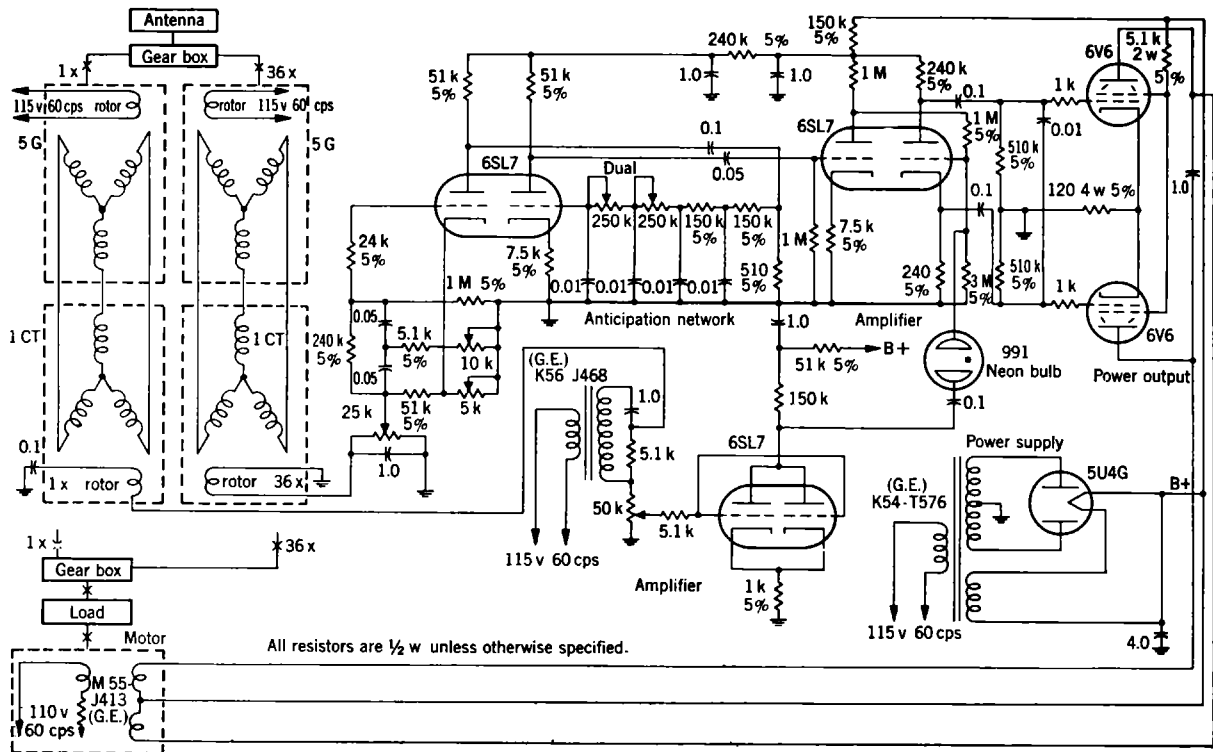 Antenna
Gear box
1 x
36 x
115 v 60 cps
rotor
rotor
115 v 60 cps
5 G
5 G
1 CT
1 CT
0.1
1 x rotor
rotor 36 x
1 x
36 x
Gear box
Load
Motor
M 55-
J413
(G.E.)
110 v
60 cps
All resistors are ½ w unless otherwise specified.
51 k
5%
51 k
5%
240 k 5%
1.0
1.0
6SL7
0.1
0.05
Dual
250 k
250 k
150 k
5%
150 k
5%
24 k
5%
7.5 k
5%
1 M 5%
0.01
0.01
0.01
0.01
510
5%
Anticipation network
240 k
5%
0.05
0.05
5.1 k
5%
10 k
51 k
5%
5 k
25 k
1.0
(G.E.)
K56 J468
1.0
5.1 k
50 k
5.1 k
115 v 60 cps
Amplifier
6SL7
1 k
5%
1.0
51 k 5%
B+
150 k
0.1
991
Neon bulb
150 k
5%
1 M
240 k
5%
6SL7
0.1
1 M
5%
0.1
1 M
7.5 k
5%
240
5%
3 M
5%
Amplifier
510 k
5%
510 k
5%
1 k
0.01
120 4 w 5%
1 k
6V6
5.1 k
2 w
5%
1.0
6V6
Power output
Power supply
(G.E.)
K54-T576
5U4G
B+
115 v 60 cps
4.0